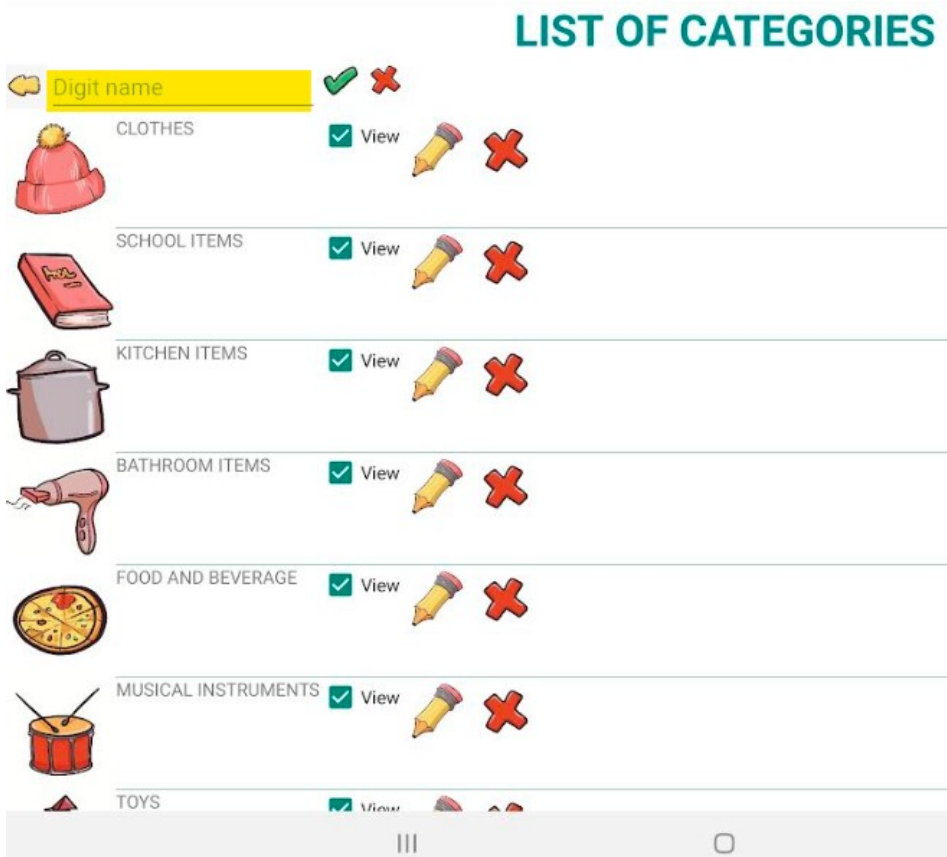 LIST OF CATEGORIES
Digit name
CLOTHES
View
SCHOOL ITEMS
View
KITCHEN ITEMS
View
BATHROOM ITEMS
View
FOOD AND BEVERAGE
View
MUSICAL INSTRUMENTS
View
TOYS
View